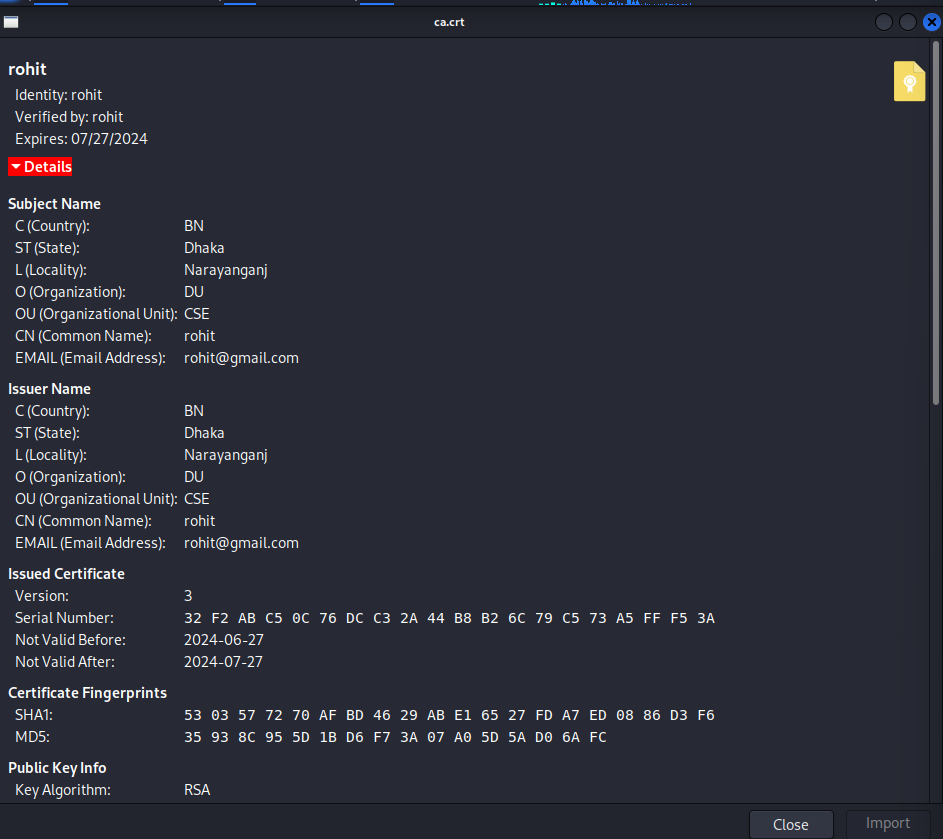 ca.crt
rohit
Identity: rohit
Verified by: rohit
Expires: 07/27/2024
Details
Subject Name
C (Country): BN
ST (State): Dhaka
L (Locality): Narayanganj
O (Organization): DU
OU (Organizational Unit): CSE
CN (Common Name): rohit
EMAIL (Email Address): rohit@gmail.com
Issuer Name
C (Country): BN
ST (State): Dhaka
L (Locality): Narayanganj
O (Organization): DU
OU (Organizational Unit): CSE
CN (Common Name): rohit
EMAIL (Email Address): rohit@gmail.com
Issued Certificate
Version: 3
Serial Number: 32 F2 AB C5 0C 76 DC C3 2A 44 B8 B2 6C 79 C5 73 A5 FF F5 3A
Not Valid Before: 2024-06-27
Not Valid After: 2024-07-27
Certificate Fingerprints
SHA1: 53 03 57 72 70 AF BD 46 29 AB E1 65 27 FD A7 ED 08 86 D3 F6
MD5: 35 93 8C 95 5D 1B D6 F7 3A 07 A0 5D 5A D0 6A FC
Public Key Info
Key Algorithm: RSA
Close Import